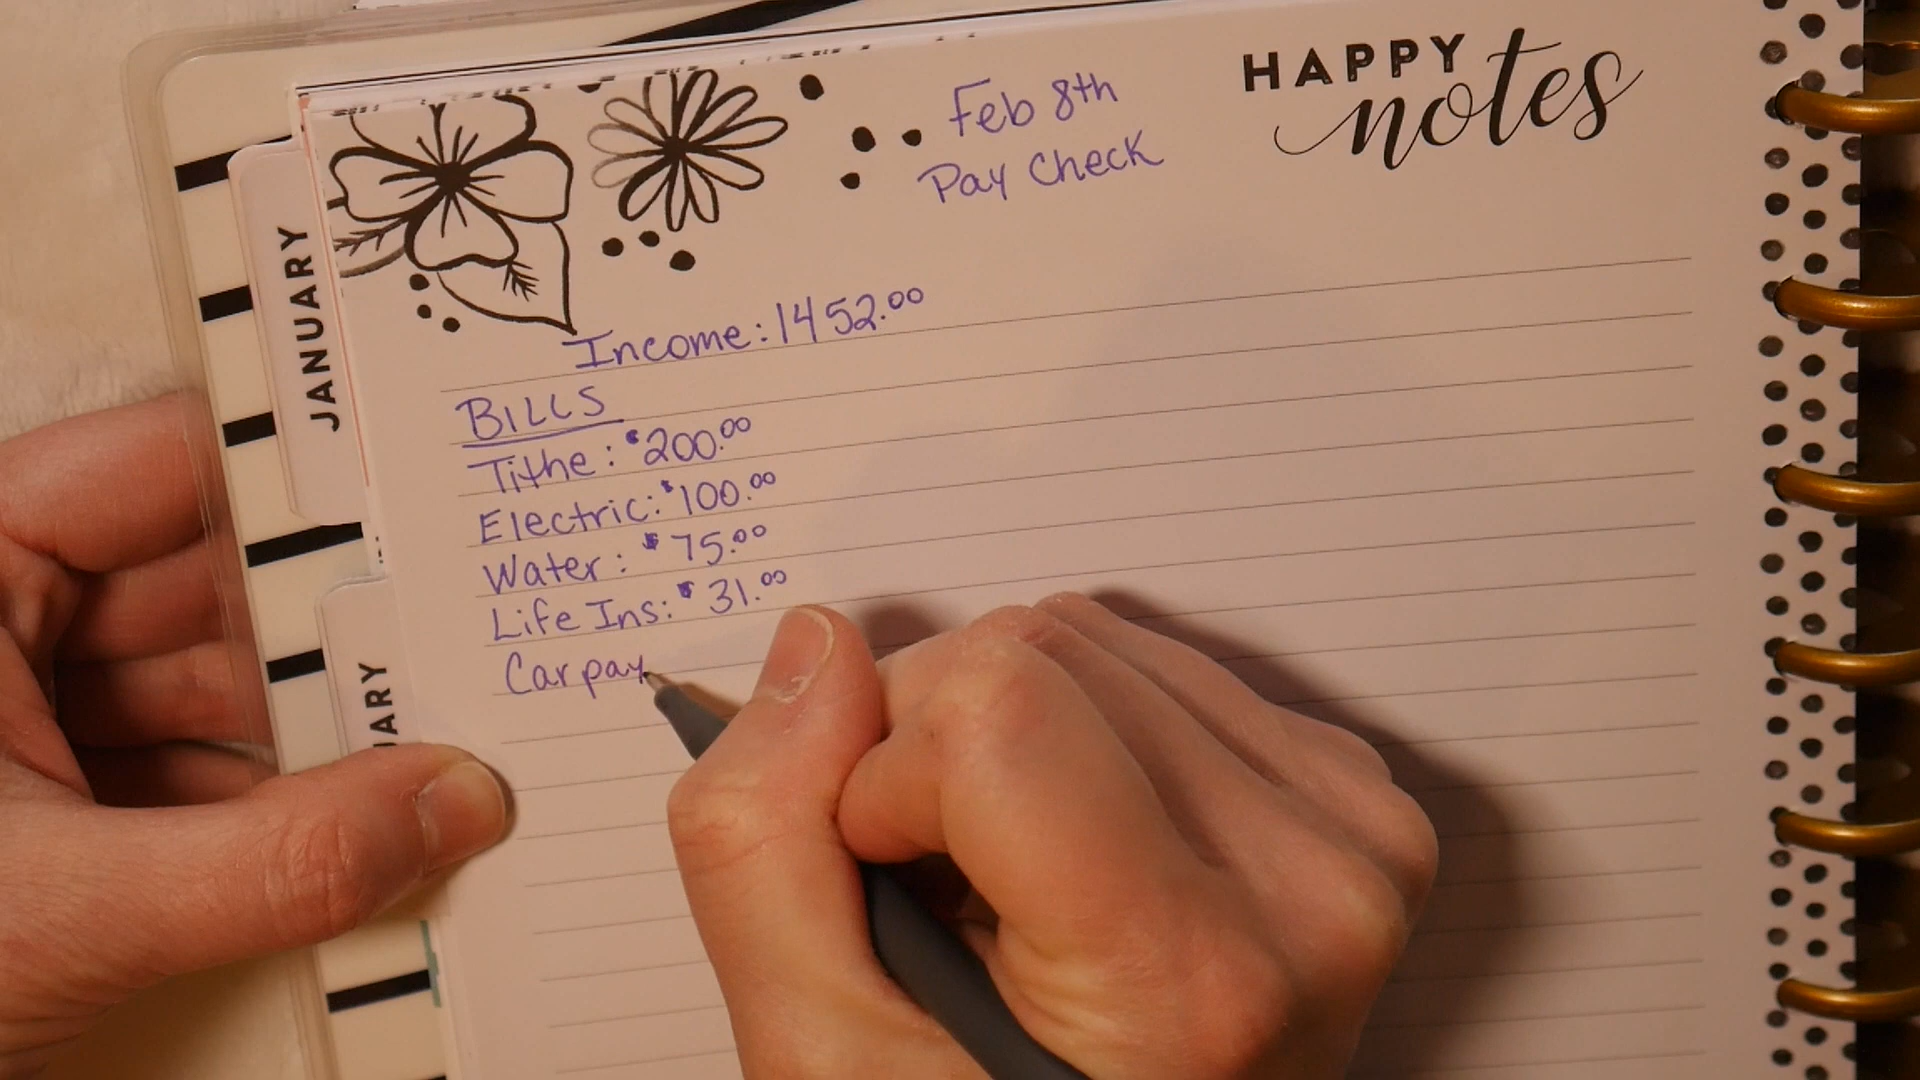 HAPPY
notes
Feb 8th
Pay Check
Income: 1452.00
BILLS
Tithe: $200.00
Electric: $100.00
Water: $75.00
Life Ins: $31.00
Car pay
JANUARY
ARY